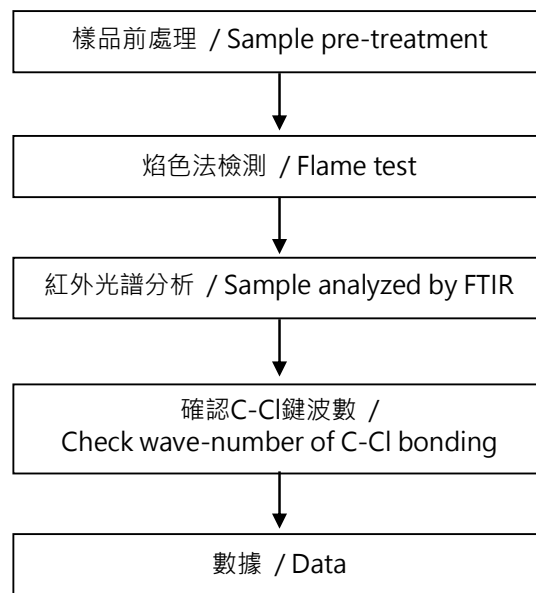 樣品前處理 / Sample pre-treatment
焰色法檢測 / Flame test
紅外光譜分析 / Sample analyzed by FTIR
確認C-Cl鍵波數 /
Check wave-number of C-Cl bonding
數據 / Data